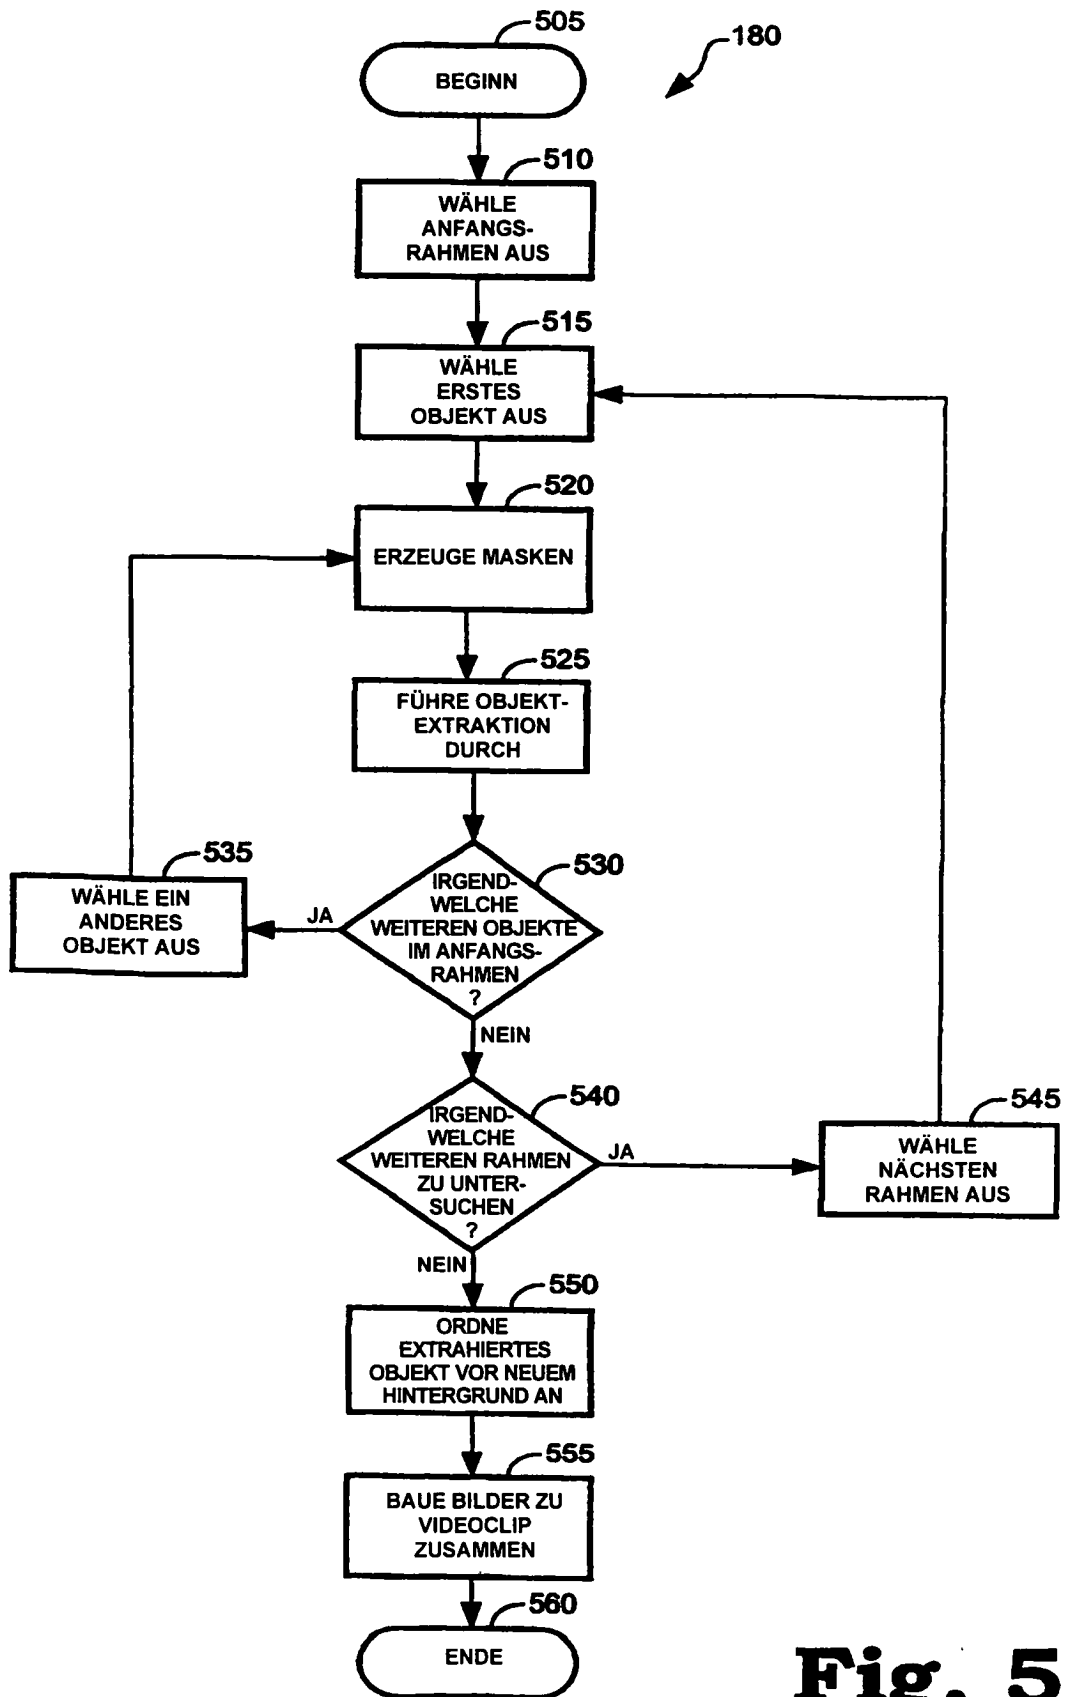 505
180
BEGINN
510
WÄHLE
ANFANGS-
RAHMEN AUS
515
WÄHLE
ERSTES
OBJEKT AUS
520
ERZEUGE MASKEN
525
FÜHRE OBJEKT-
EXTRAKTION
DURCH
535
WÄHLE EIN
ANDERES
OBJEKT AUS
JA
530
IRGEND-
WELCHE
WEITEREN OBJEKTE
IM ANFANGS-
RAHMEN
?
NEIN
540
IRGEND-
WELCHE
WEITEREN RAHMEN
ZU UNTER-
SUCHEN
?
JA
545
WÄHLE
NÄCHSTEN
RAHMEN AUS
NEIN
550
ORDNE
EXTRAHIERTES
OBJEKT VOR NEUEM
HINTERGRUND AN
555
BAUE BILDER ZU
VIDEOCLIP
ZUSAMMEN
560
ENDE
Fig. 5